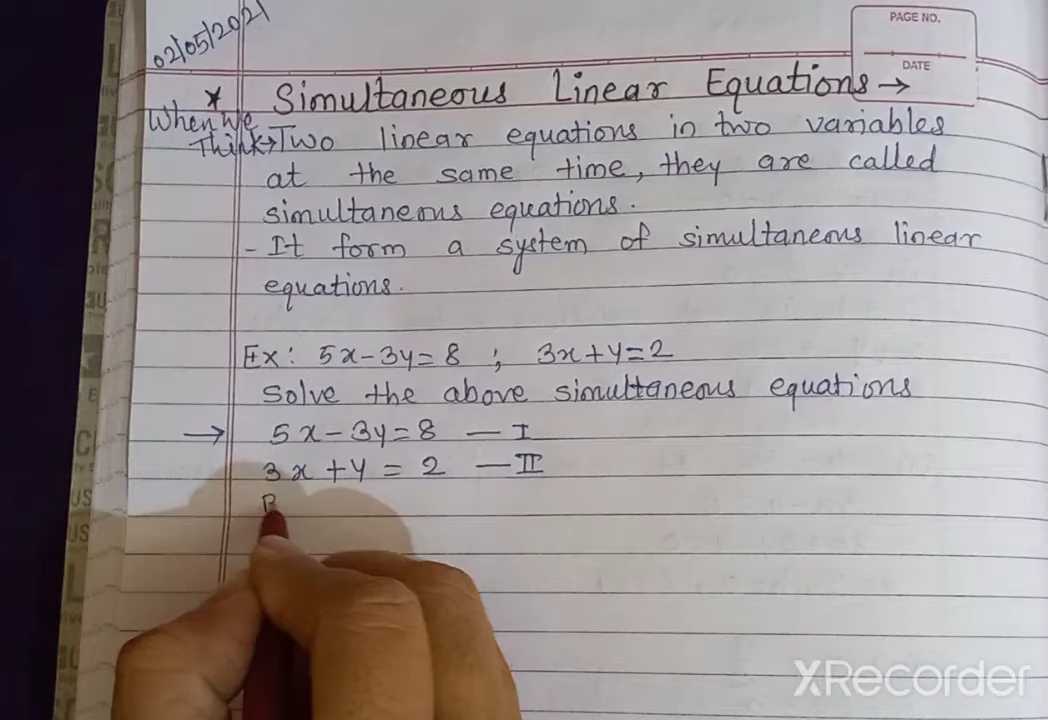 02/05/2021
PAGE NO.
DATE
* Simultaneous Linear Equations →
When we
Think→ Two linear equations in two variables
at the same time, they are called
simultaneous equations.
- It form a system of simultaneous linear
equations.
Ex: 5x-3y=8 ; 3x+y=2
Solve the above simultaneous equations
→ 5x-3y=8 — I
3x+y=2 — II
XRecorder